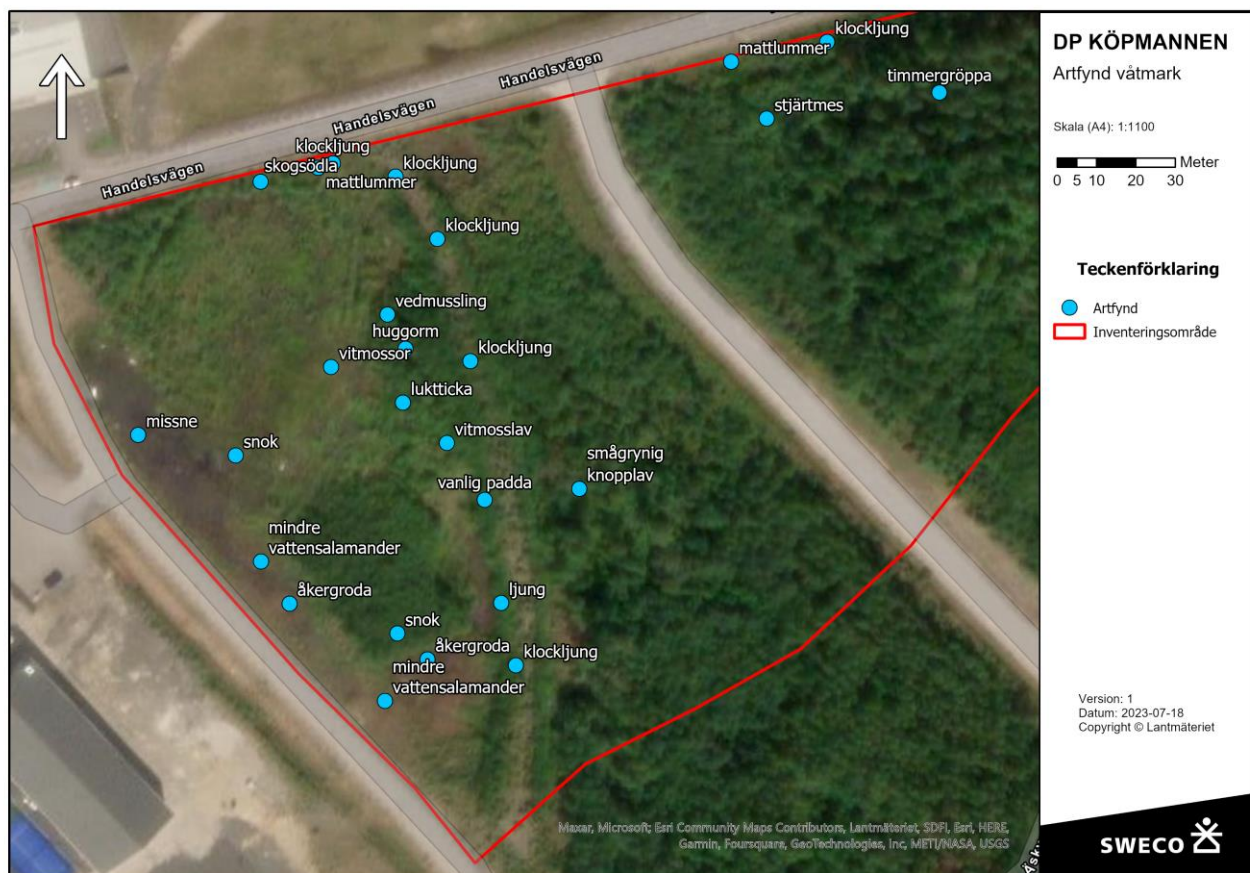 klockljung
mattlummer
timmergröppa
stjärtmes
Handelsvägen
Handelsvägen
Handelsvägen
klockljung
skogsödla
mattlummer
klockljung
klockljung
vedmussling
huggorm
vitmossor
klockljung
luktticka
missne
vitmosslav
snok
smågrynig
knopplav
vanlig padda
mindre
vattensalamander
åkergroda
ljung
snok
åkergroda
klockljung
mindre
vattensalamander
Maxar, Microsoft; Esri Community Maps Contributors, Lantmäteriet, SDFI, Esri, HERE,
Garmin, Foursquare, GeoTechnologies, Inc, METI/NASA, USGS
DP KÖPMANNEN
Artfynd våtmark
Skala (A4): 1:1100
Meter
0 5 10 20 30
Teckenförklaring
Artfynd
Inventeringsområde
Version: 1
Datum: 2023-07-18
Copyright © Lantmäteriet
SWECO